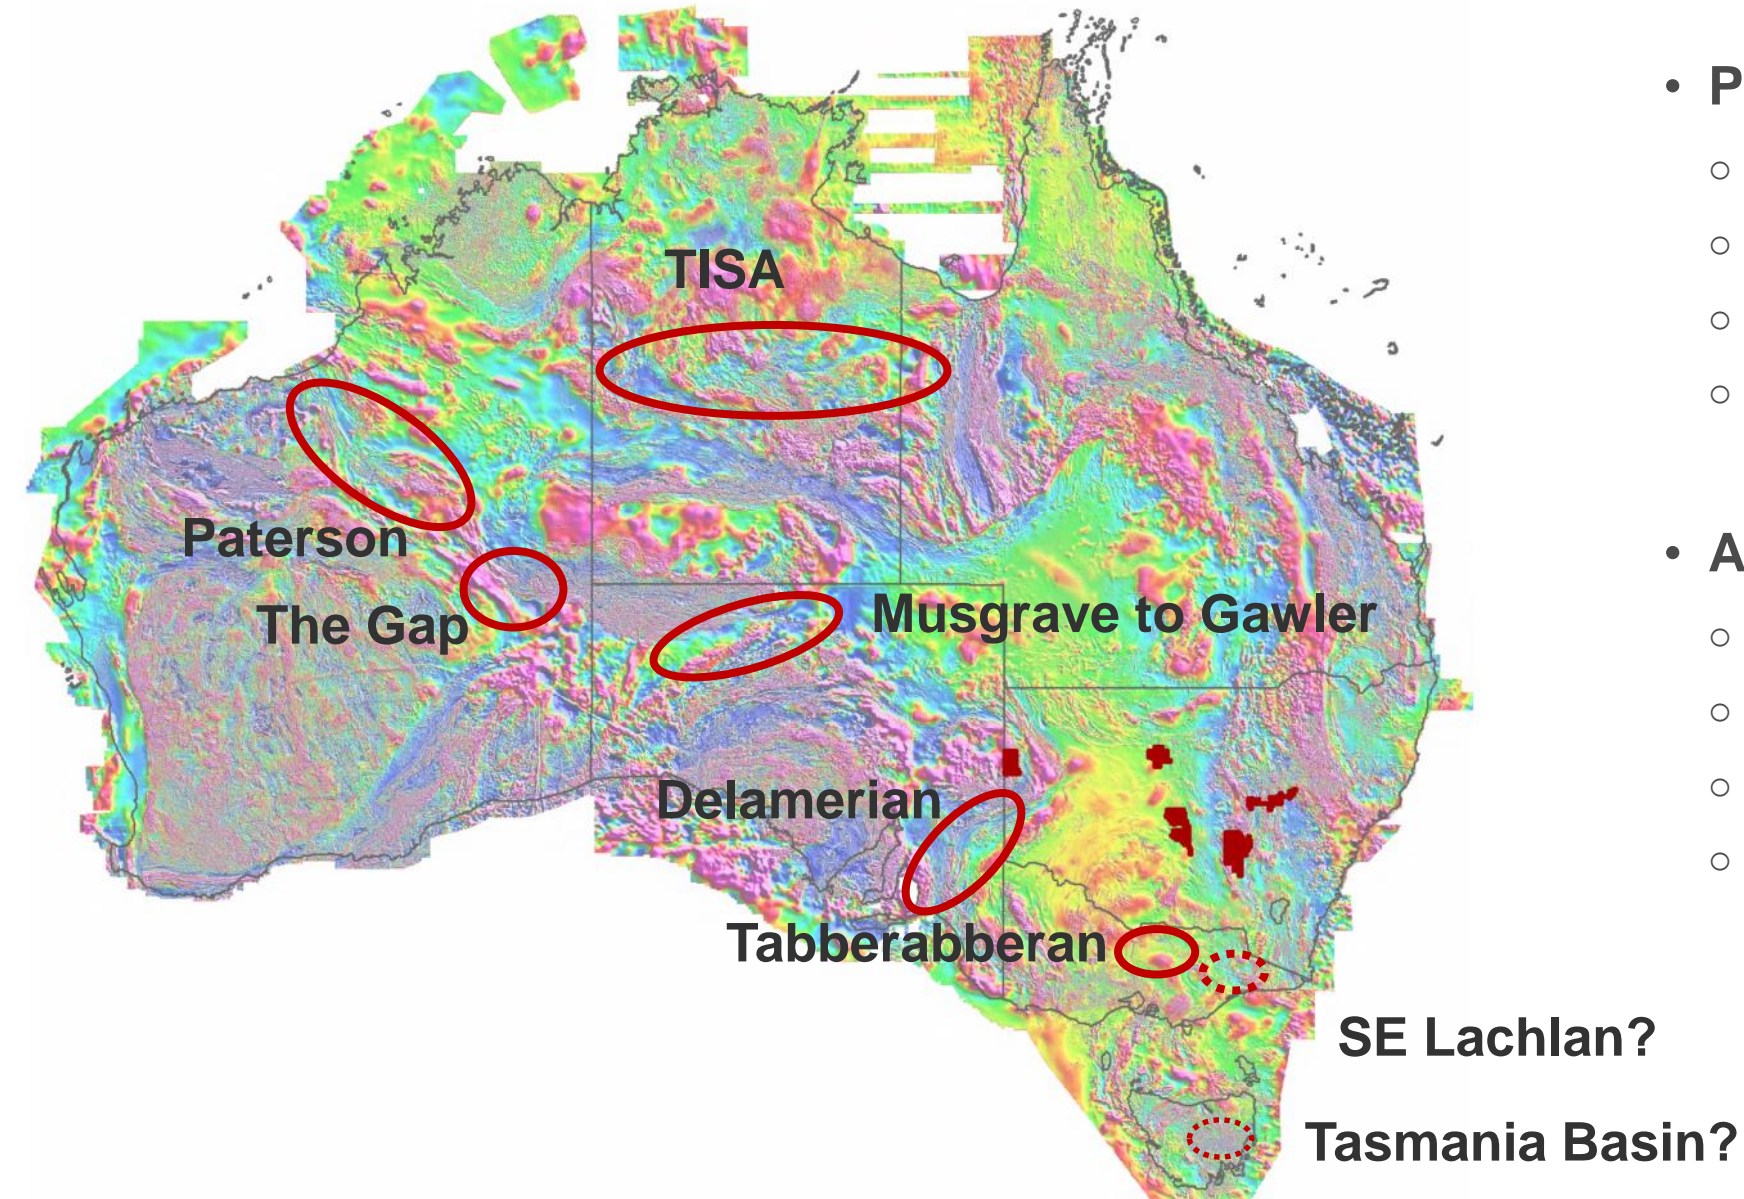 TISA
Paterson
The Gap
Musgrave to Gawler
Delamerian
Tabberabberan
SE Lachlan?
Tasmania Basin?
• P
○
○
○
○
• A
○
○
○
○